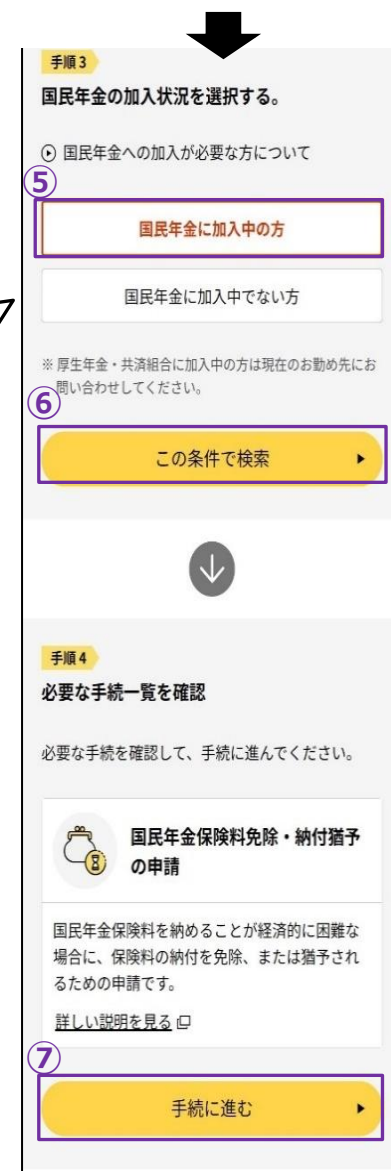 手順3
国民年金の加入状況を選択する。
国民年金への加入が必要な方について
⑤
国民年金に加入中の方
国民年金に加入中でない方
※ 厚生年金・共済組合に加入中の方は現在のお勤め先にお
問い合わせしてください。
⑥
この条件で検索
手順4
必要な手続一覧を確認
必要な手続を確認して、手続に進んでください。
国民年金保険料免除・納付猶予
の申請
国民年金保険料を納めることが経済的に困難な
場合に、保険料の納付を免除、または猶予され
るための申請です。
詳しい説明を見る
⑦
手続に進む